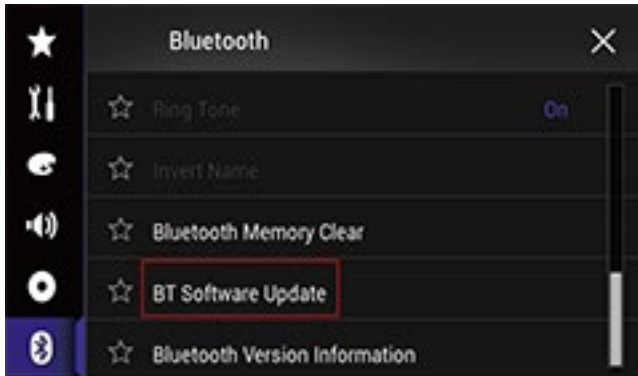 Bluetooth
Ring Tone On
Invert Name
Bluetooth Memory Clear
BT Software Update
Bluetooth Version Information